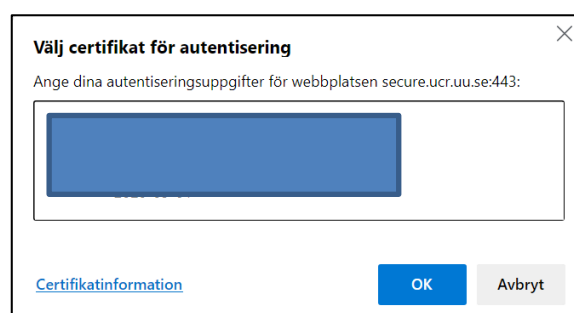 Välj certifikat för autentisering
Ange dina autentiseringsuppgifter för webbplatsen secure.ucr.uu.se:443:
Certifikatinformation
OK
Avbryt